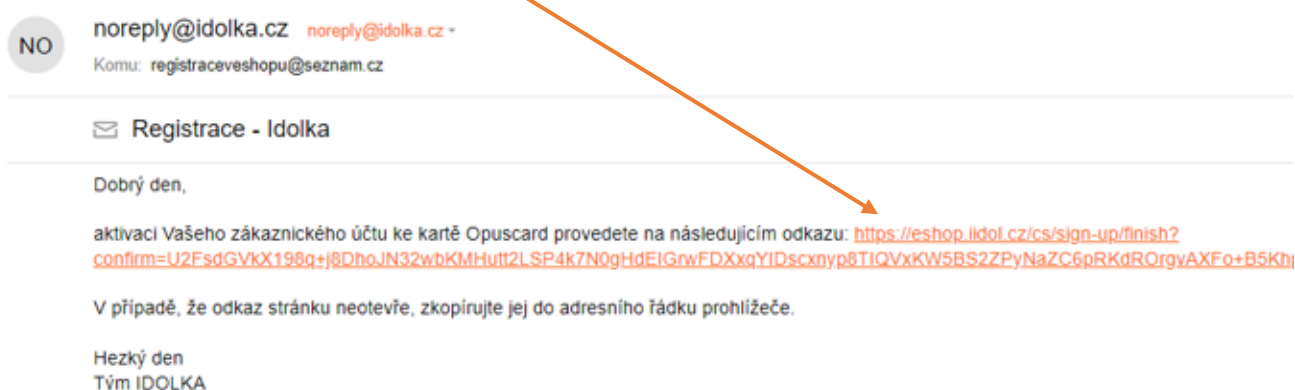 NO
noreply@idolka.cz noreply@idolka.cz
Komu: registraceveshopu@seznam.cz
Registrace - Idolka
Dobrý den,
aktivaci Vašeho zákaznického účtu ke kartě Opuscard provedete na následujícím odkazu: https://eshop.iidol.cz/cs/sign-up/finish?
confirm=U2FsdGVkX198q+j8DhoJN32wbKMHutt2LSP4k7N0gHdEIGrwFDXxqYIDscxnyp8TIQVxKW5BS2ZPyNaZC6pRKdROrgvAXFo+B5Khp
V případě, že odkaz stránku neotevře, zkopírujte jej do adresního řádku prohlížeče.
Hezký den
Tým IDOLKA